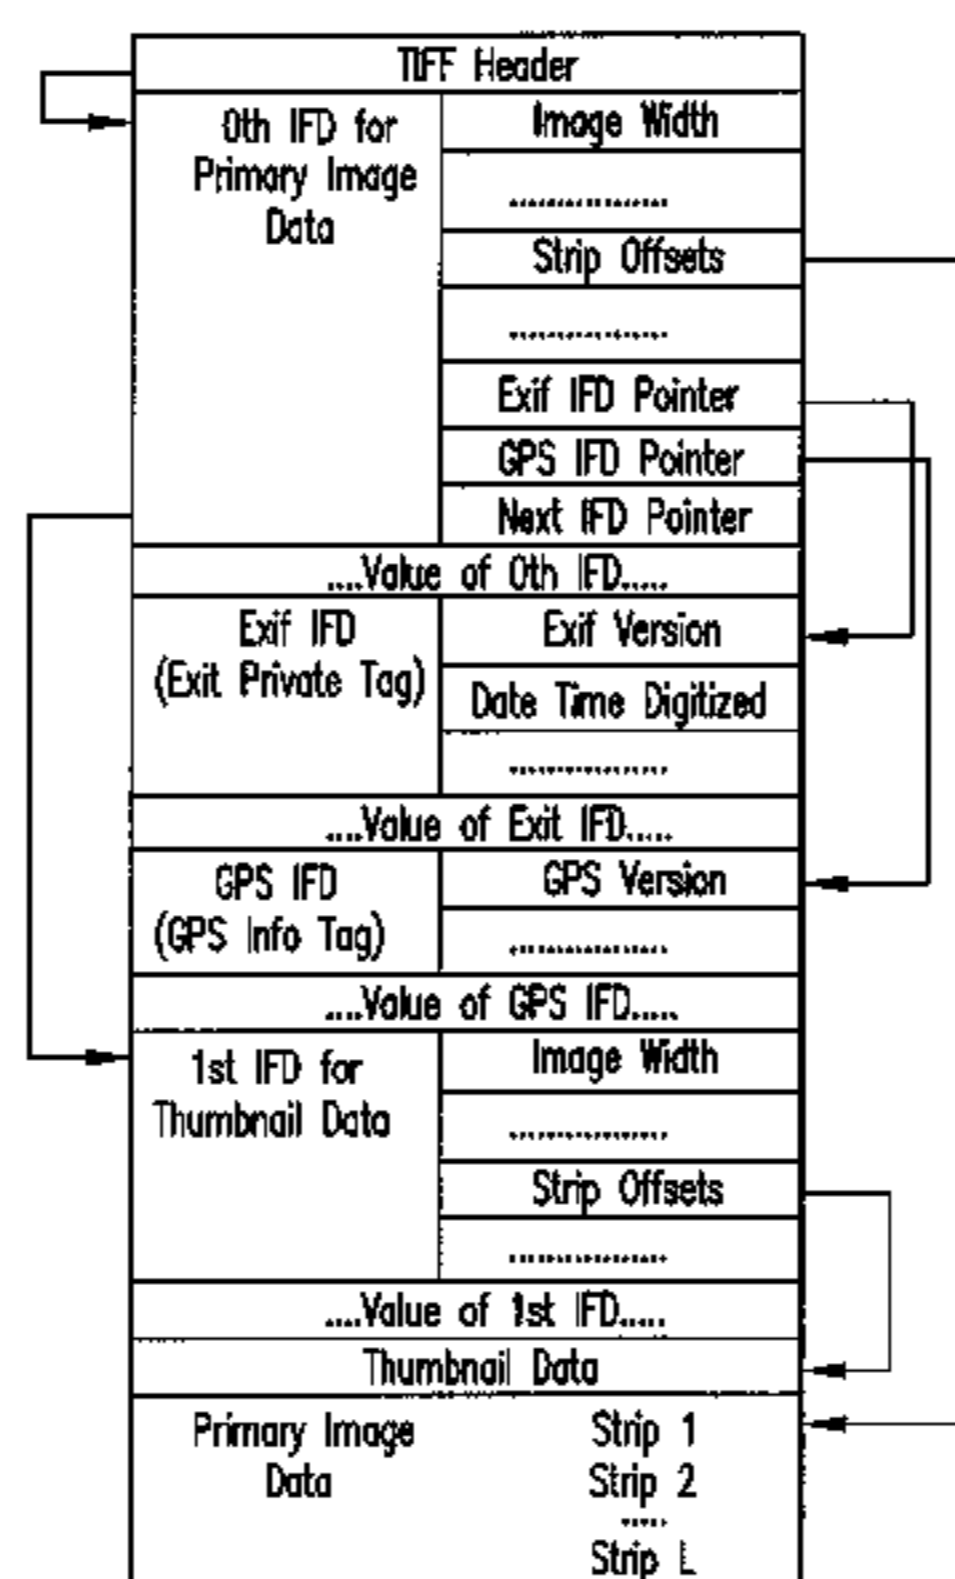 TIFF Header
0th IFD for
Primary Image
Data
Image Width
................
Strip Offsets
................
Exif IFD Pointer
GPS IFD Pointer
Next IFD Pointer
....Value of 0th IFD.....
Exif IFD
(Exit Private Tag)
Exif Version
Date Time Digitized
................
....Value of Exit IFD.....
GPS IFD
(GPS Info Tag)
GPS Version
................
....Value of GPS IFD.....
1st IFD for
Thumbnail Data
Image Width
................
Strip Offsets
................
....Value of 1st IFD.....
Thumbnail Data
Primary Image
Data
Strip 1
Strip 2
.....
Strip L